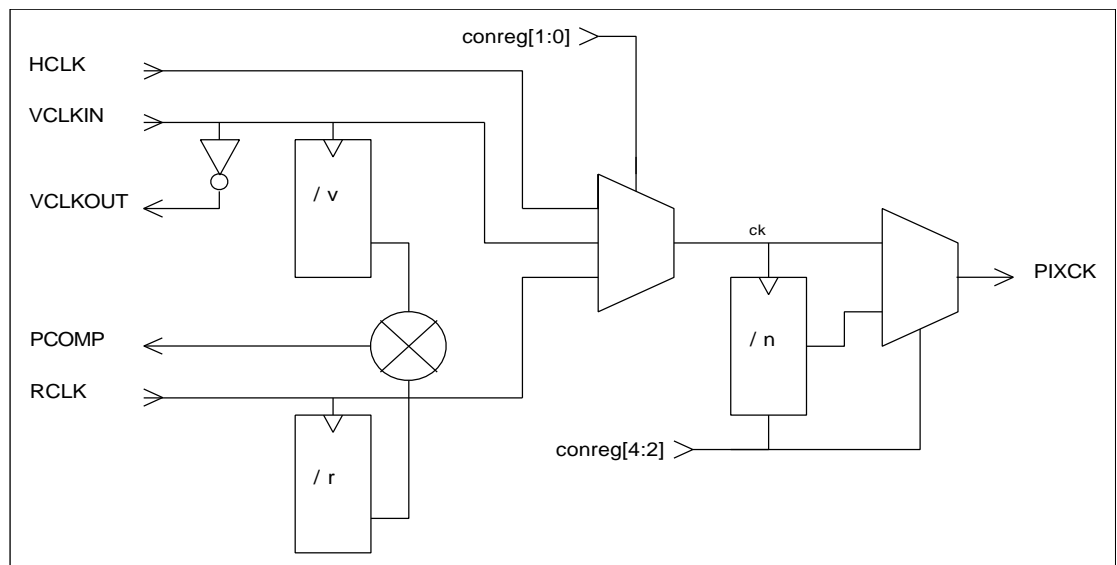 conreg[1:0]
HCLK
VCLKIN
/ v
VCLKOUT
ck
PIXCK
PCOMP
/ n
RCLK
conreg[4:2]
/ r